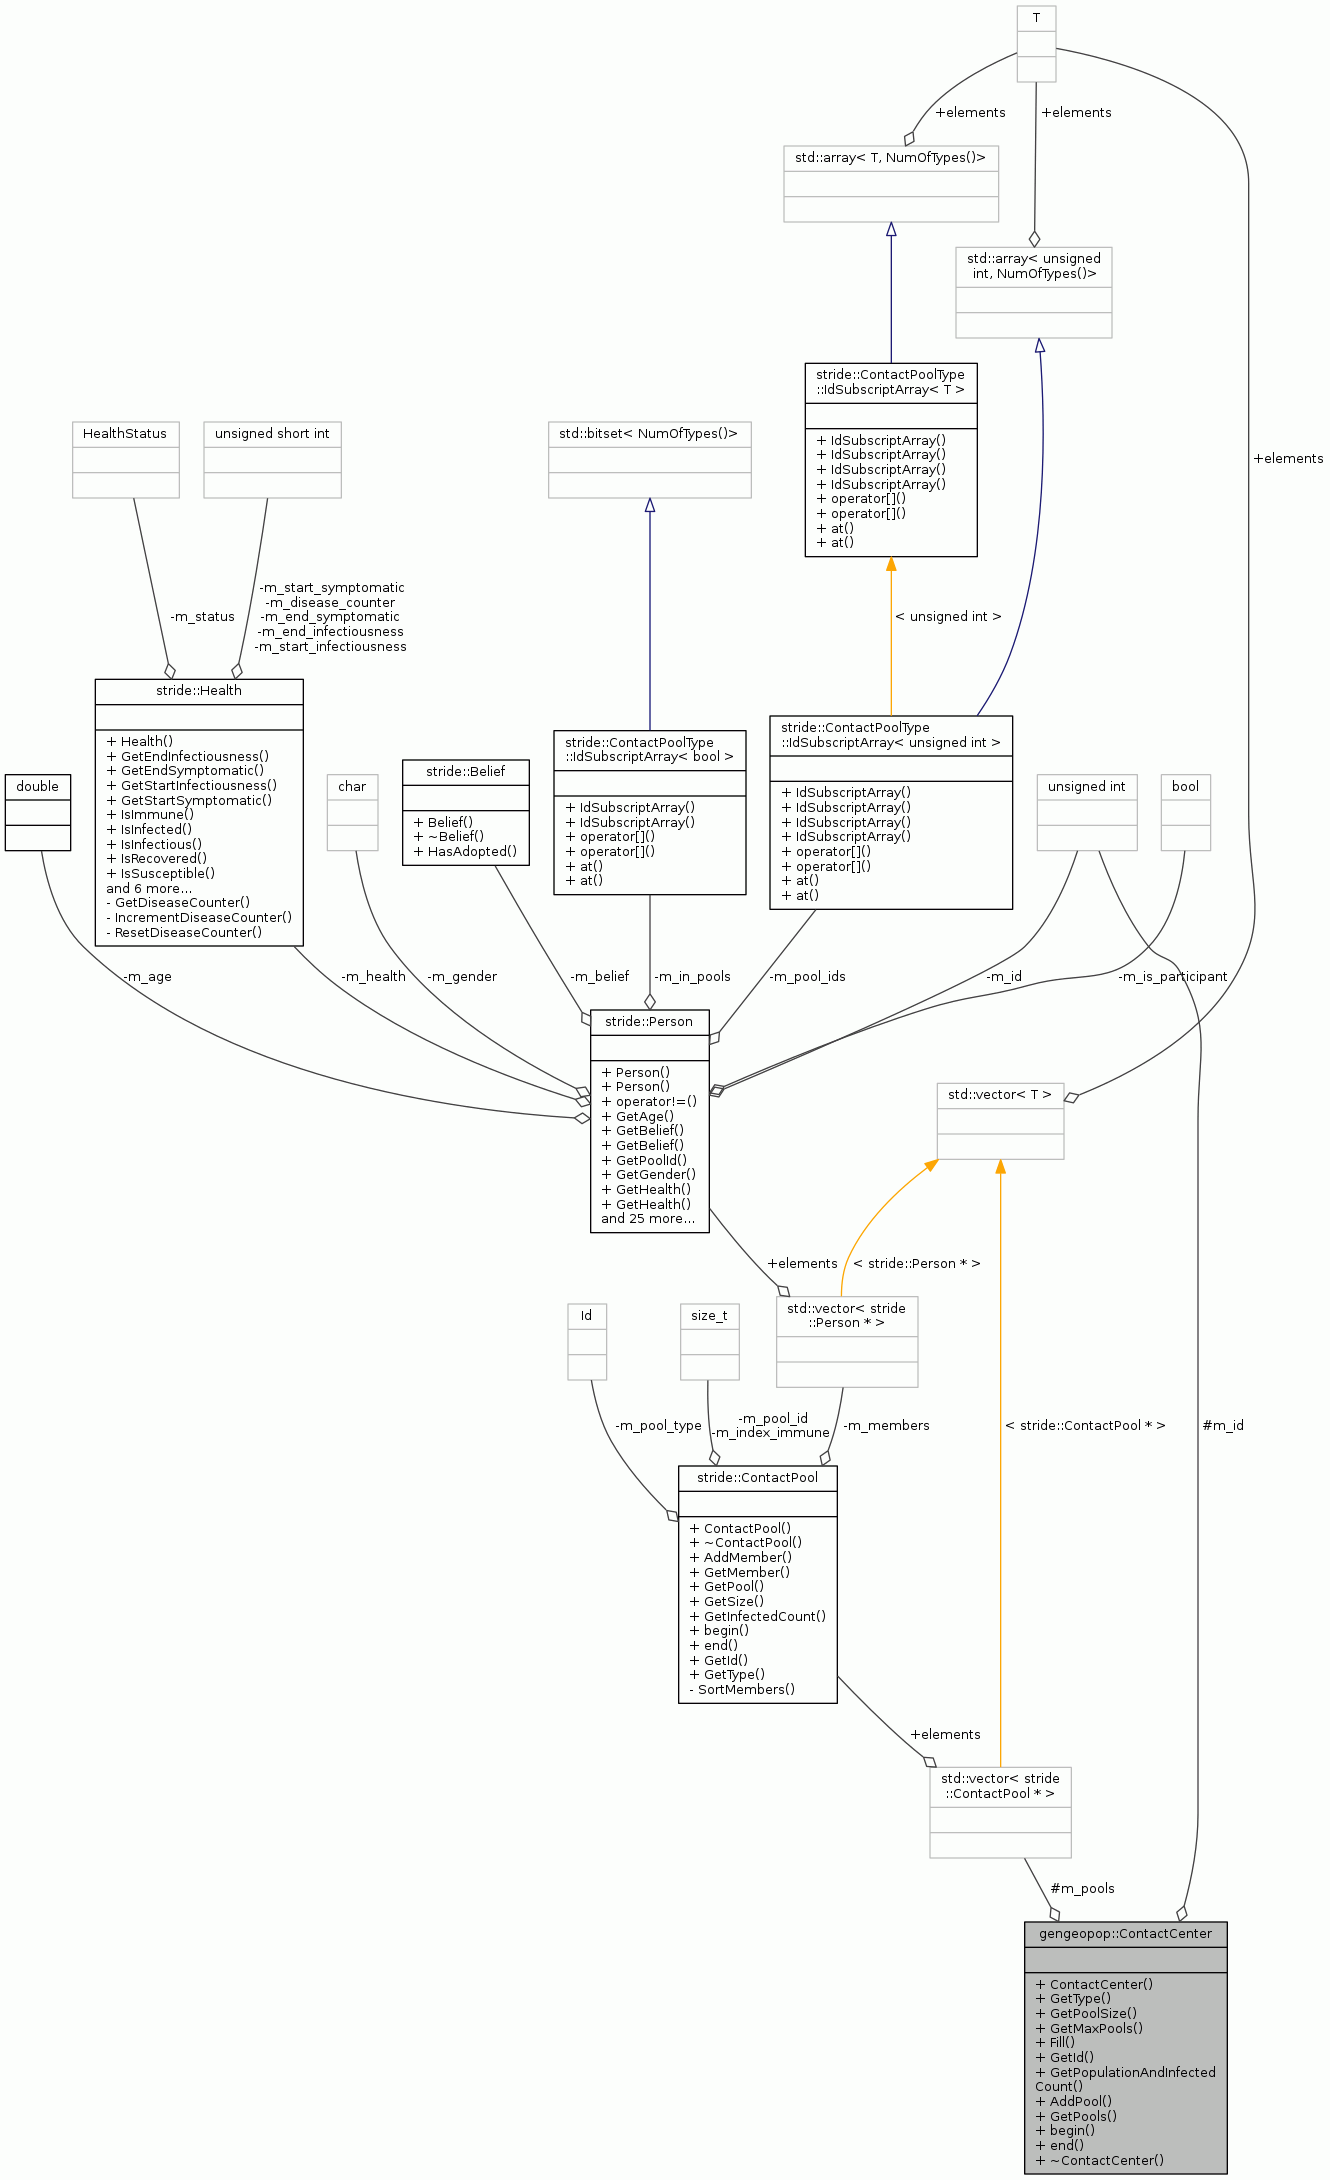 T
+elements
+elements
std::array< T, NumOfTypes()>
std::array< unsigned
int, NumOfTypes()>
stride::ContactPoolType
::IdSubscriptArray< T >
+ IdSubscriptArray()
+ IdSubscriptArray()
+ IdSubscriptArray()
+ IdSubscriptArray()
+ operator[]()
+ operator[]()
+ at()
+ at()
+elements
HealthStatus
unsigned short int
std::bitset< NumOfTypes()>
-m_status
-m_start_symptomatic
-m_disease_counter
-m_end_symptomatic
-m_end_infectiousness
-m_start_infectiousness
< unsigned int >
stride::Health
+ Health()
+ GetEndInfectiousness()
+ GetEndSymptomatic()
+ GetStartInfectiousness()
+ GetStartSymptomatic()
+ IsImmune()
+ IsInfected()
+ IsInfectious()
+ IsRecovered()
+ IsSusceptible()
and 6 more...
- GetDiseaseCounter()
- IncrementDiseaseCounter()
- ResetDiseaseCounter()
double
char
stride::Belief
+ Belief()
+ ~Belief()
+ HasAdopted()
stride::ContactPoolType
::IdSubscriptArray< bool >
+ IdSubscriptArray()
+ IdSubscriptArray()
+ operator[]()
+ operator[]()
+ at()
+ at()
stride::ContactPoolType
::IdSubscriptArray< unsigned int >
+ IdSubscriptArray()
+ IdSubscriptArray()
+ IdSubscriptArray()
+ IdSubscriptArray()
+ operator[]()
+ operator[]()
+ at()
+ at()
unsigned int
bool
-m_age
-m_health
-m_gender
-m_belief
-m_in_pools
-m_pool_ids
-m_id
-m_is_participant
stride::Person
+ Person()
+ Person()
+ operator!=()
+ GetAge()
+ GetBelief()
+ GetBelief()
+ GetPoolId()
+ GetGender()
+ GetHealth()
+ GetHealth()
and 25 more...
std::vector< T >
+elements
< stride::Person * >
Id
size_t
std::vector< stride
::Person * >
-m_pool_type
-m_pool_id
-m_index_immune
-m_members
< stride::ContactPool * >
#m_id
stride::ContactPool
+ ContactPool()
+ ~ContactPool()
+ AddMember()
+ GetMember()
+ GetPool()
+ GetSize()
+ GetInfectedCount()
+ begin()
+ end()
+ GetId()
+ GetType()
- SortMembers()
+elements
std::vector< stride
::ContactPool * >
#m_pools
gengeopop::ContactCenter
+ ContactCenter()
+ GetType()
+ GetPoolSize()
+ GetMaxPools()
+ Fill()
+ GetId()
+ GetPopulationAndInfected
Count()
+ AddPool()
+ GetPools()
+ begin()
+ end()
+ ~ContactCenter()